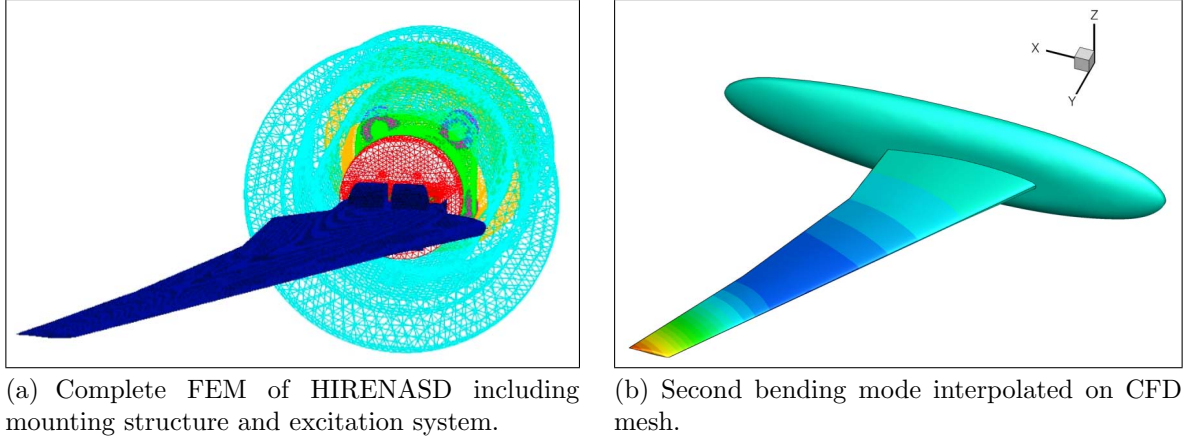 Z
X
Y
(a) Complete FEM of HIRENASD including
mounting structure and excitation system.
(b) Second bending mode interpolated on CFD
mesh.